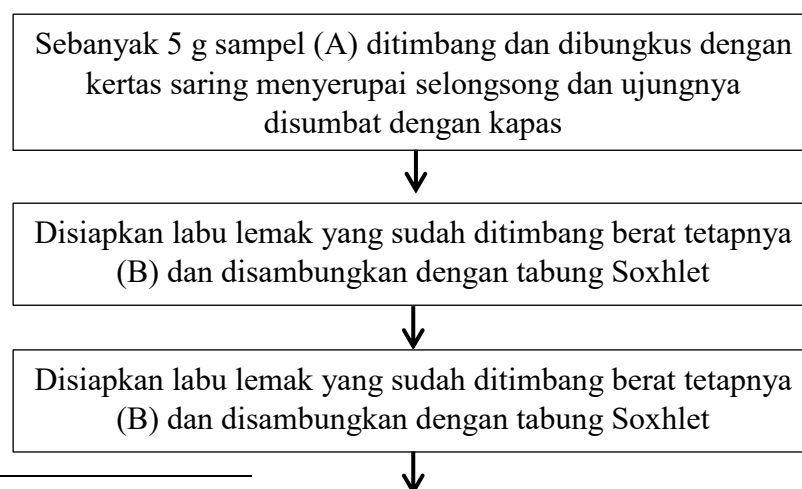 Sebanyak 5 g sampel (A) ditimbang dan dibungkus dengan
kertas saring menyerupai selongsong dan ujungnya
disumbat dengan kapas
Disiapkan labu lemak yang sudah ditimbang berat tetapnya
(B) dan disambungkan dengan tabung Soxhlet
Disiapkan labu lemak yang sudah ditimbang berat tetapnya
(B) dan disambungkan dengan tabung Soxhlet